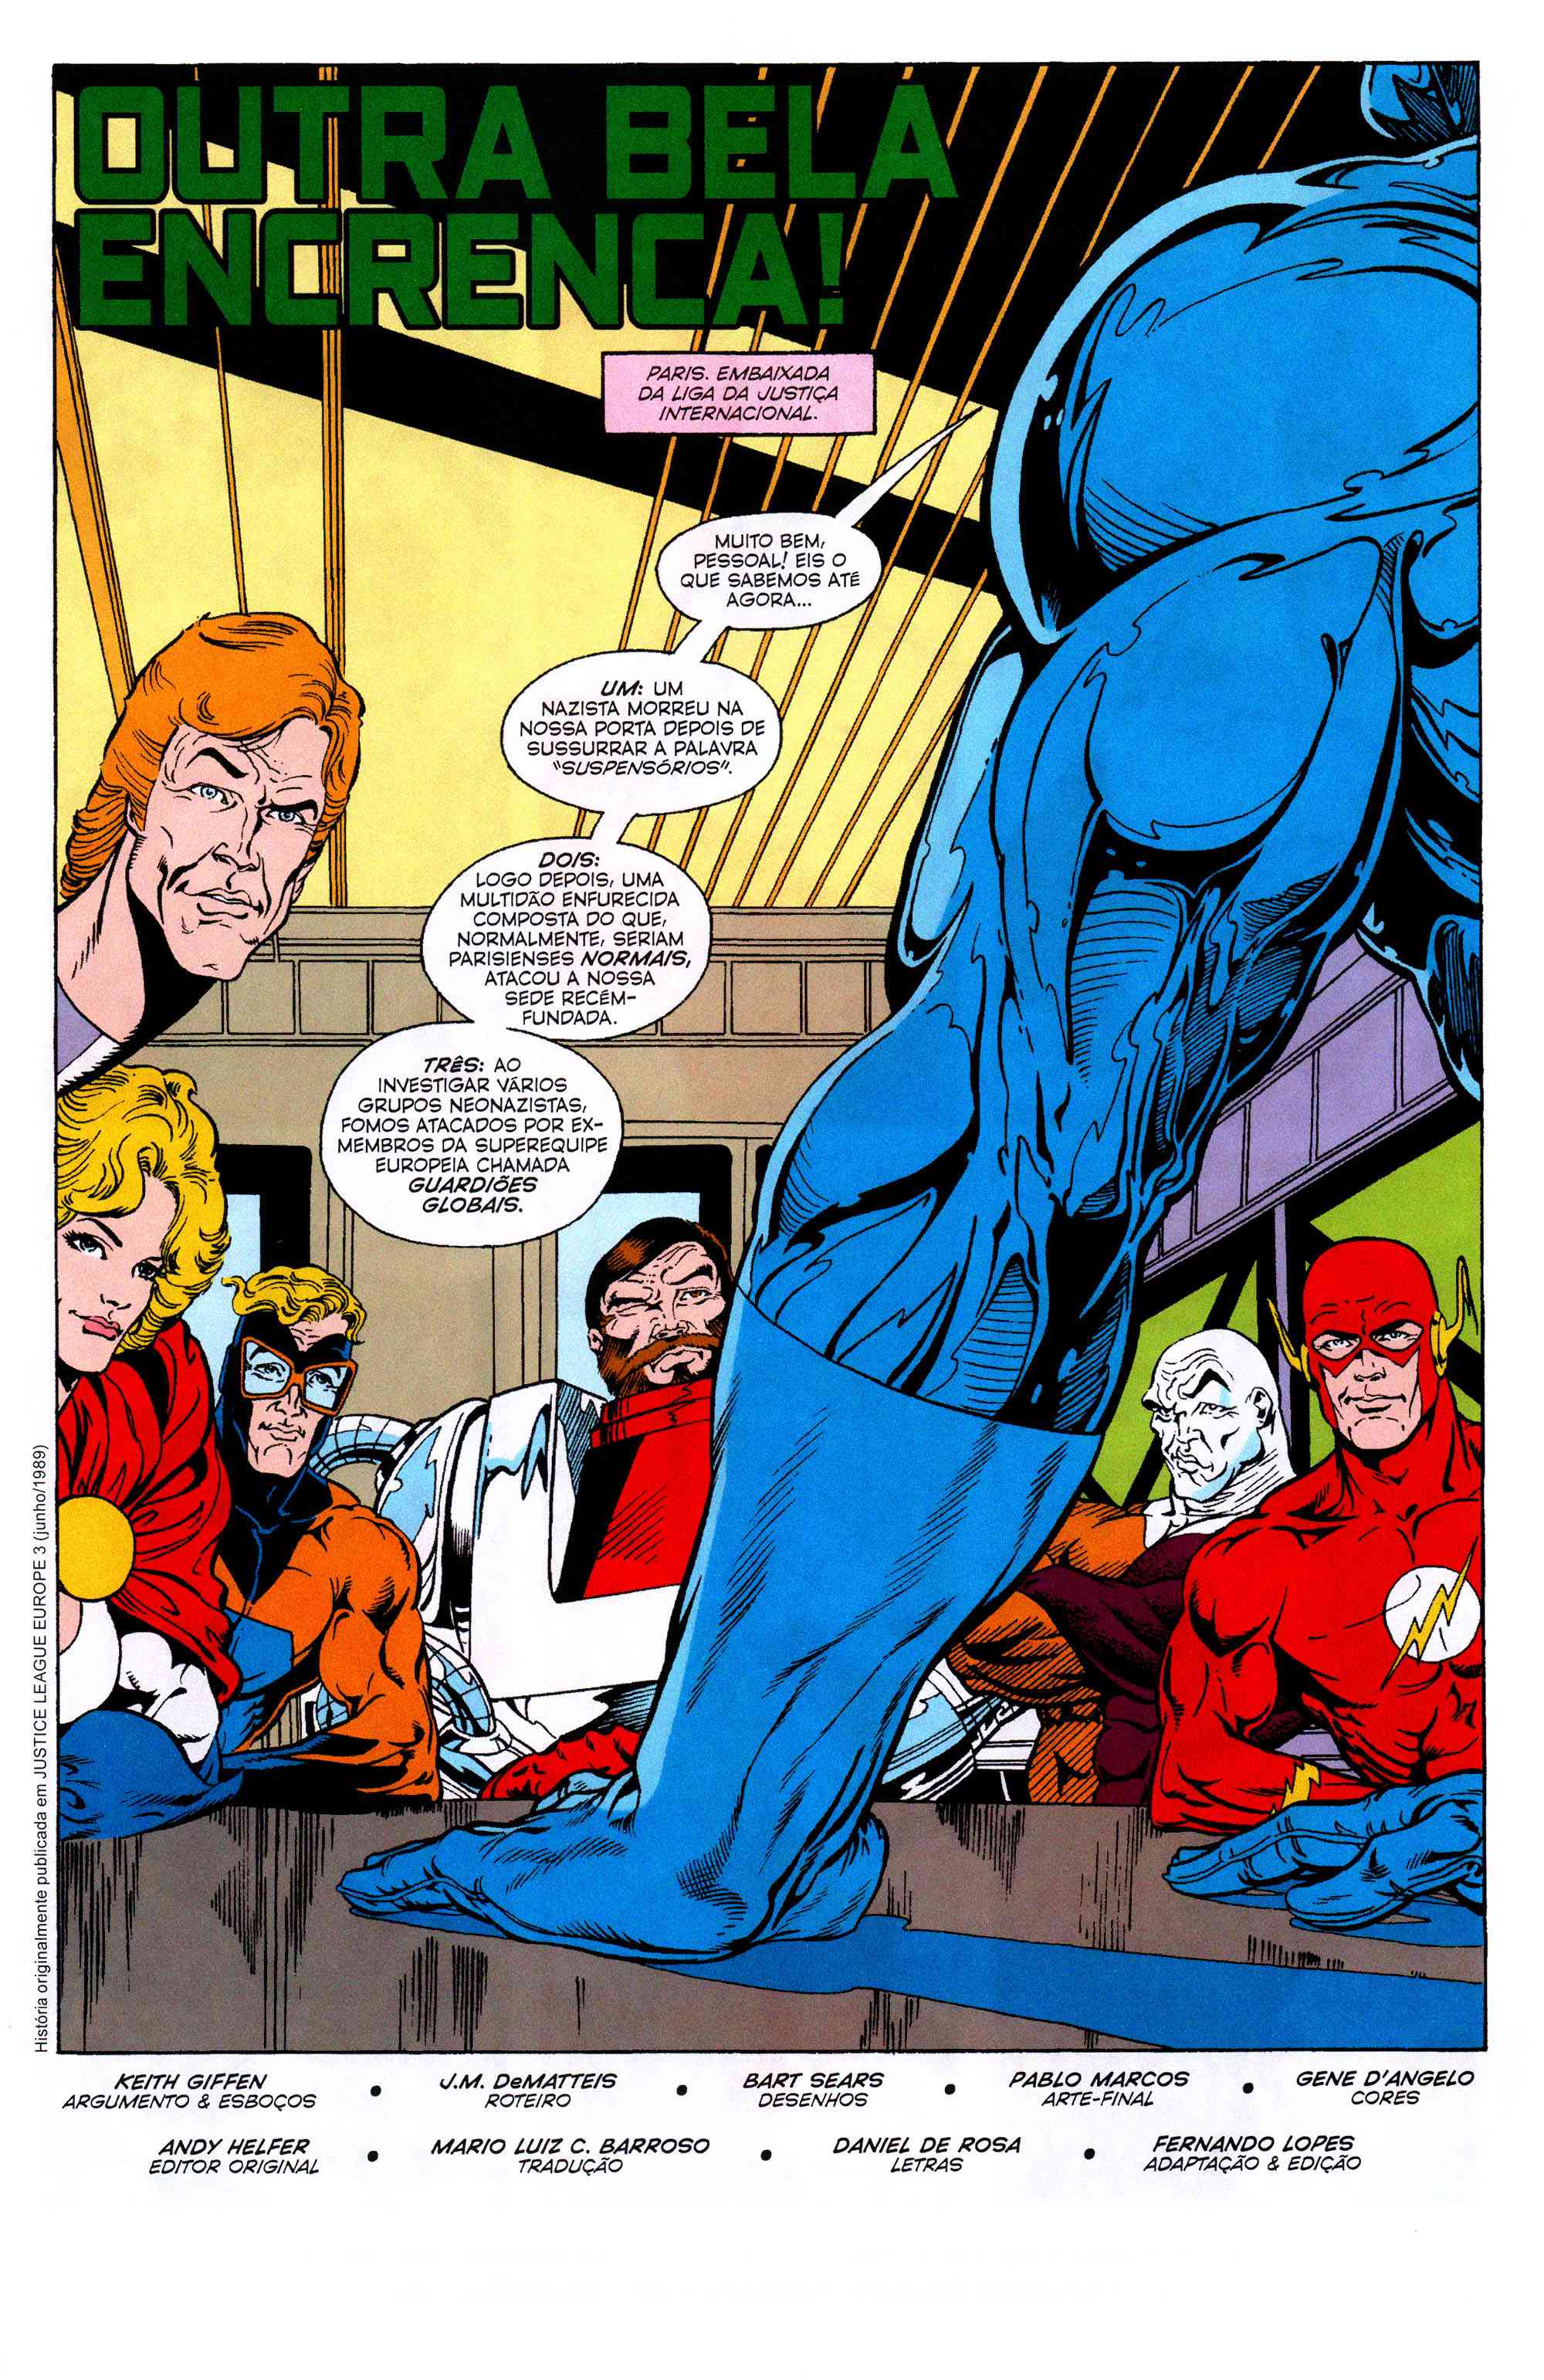 OUTRA BELA
ENCRENCA!
PARIS. EMBAIXADA
DA LIGA DA JUSTIÇA
INTERNACIONAL.
MUITO BEM,
PESSOAL! EIS O
QUE SABEMOS ATÉ
AGORA...
UM: UM
NAZISTA MORREU NA
NOSSA PORTA DEPOIS DE
SUSSURRAR A PALAVRA
"SUSPENSÓRIOS".
DOIS:
LOGO DEPOIS, UMA
MULTIDÃO ENFURECIDA
COMPOSTA DO QUE,
NORMALMENTE, SERIAM
PARISIENSES NORMAIS,
ATACOU A NOSSA
SEDE RECÉM-
FUNDADA.
TRÊS: AO
INVESTIGAR VÁRIOS
GRUPOS NEONAZISTAS,
FOMOS ATACADOS POR EX-
MEMBROS DA SUPEREQUIPE
EUROPEIA CHAMADA
GUARDIÕES
GLOBAIS.
História originalmente publicada em JUSTICE LEAGUE EUROPE 3 (junho/1989)
KEITH GIFFEN
ARGUMENTO & ESBOÇOS
•
J.M. DeMATTEIS
ROTEIRO
•
BART SEARS
DESENHOS
•
PABLO MARCOS
ARTE-FINAL
•
GENE D'ANGELO
CORES
ANDY HELFER
EDITOR ORIGINAL
•
MARIO LUIZ C. BARROSO
TRADUÇÃO
•
DANIEL DE ROSA
LETRAS
•
FERNANDO LOPES
ADAPTAÇÃO & EDIÇÃO